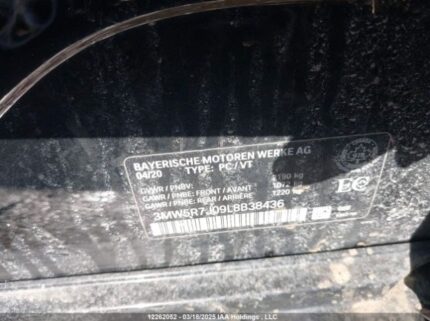 BAYERISCHE MOTOREN WERKE AG
04/20 TYPE: PC / VT
GVWR / PNBV: 2190 kg
GAWR / PNBE: FRONT / AVANT
GAWR / PNBE: REAR / ARRIÈRE 1220
3MW5R7J09L8B38436
12262052 - 03/18/2025 IAA Holdings , LLC